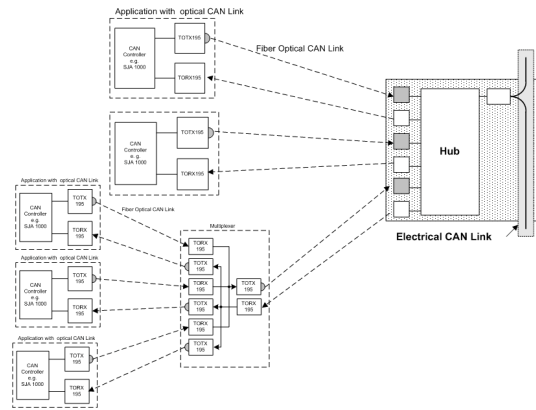 Application with optical CAN Link
CAN
Controller
e.g.
SJA 1000
TOTX195
TORX195
Fiber Optical CAN Link
CAN
Controller
e.g.
SJA 1000
TOTX195
TORX195
Hub
Electrical CAN Link
Application with optical CAN Link
CAN
Controller
e.g
SJA 1000
TOTX
195
TORX
195
Fiber Optical CAN Link
Multiplexer
TORX
195
TOTX
195
TORX
195
TOTX
195
TORX
195
TOTX
195
TOTX
195
TORX
195
Application with optical CAN Link
CAN
Controller
e.g
SJA 1000
TOTX
195
TORX
195
Application with optical CAN Link
CAN
Controller
e.g
SJA 1000
TOTX
195
TORX
195